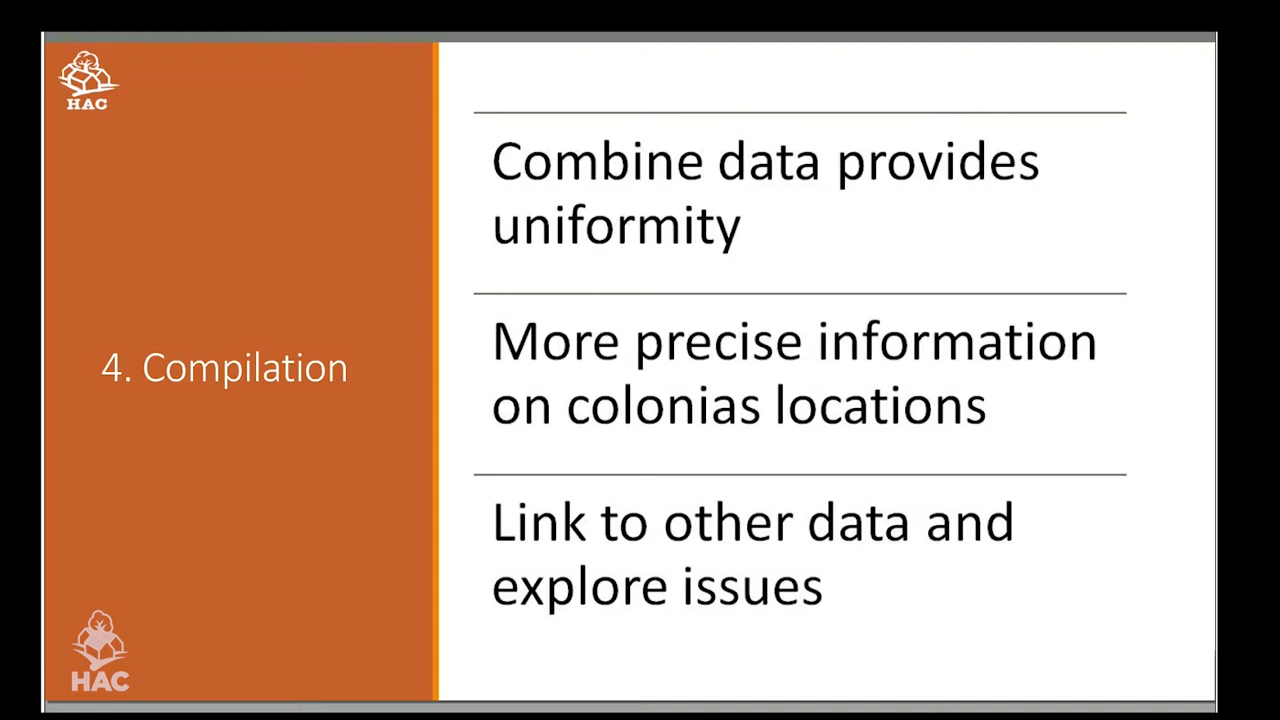 HAC
4. Compilation
Combine data provides
uniformity
More precise information
on colonias locations
Link to other data and
explore issues
HAC